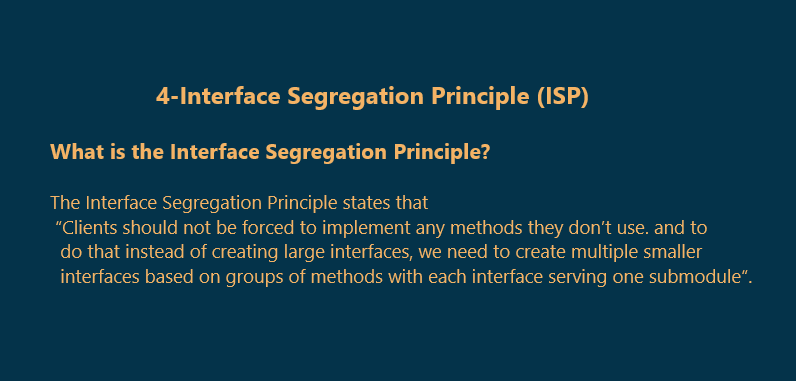 4-Interface Segregation Principle (ISP)
What is the Interface Segregation Principle?
The Interface Segregation Principle states that
“Clients should not be forced to implement any methods they don’t use. and to
do that instead of creating large interfaces, we need to create multiple smaller
interfaces based on groups of methods with each interface serving one submodule“.